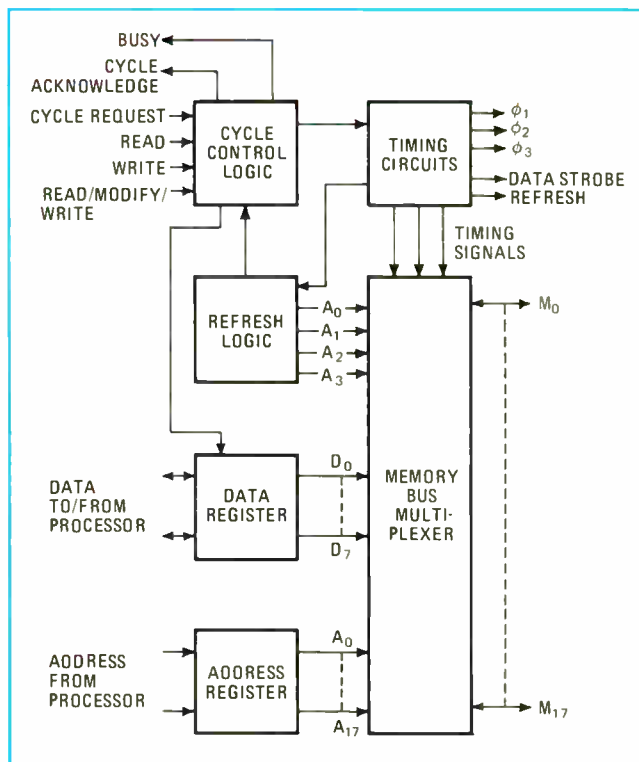 BUSY
CYCLE
ACKNOWLEDGE
CYCLE REQUEST
READ
WRITE
READ/MODIFY/
WRITE
CYCLE
CONTROL
LOGIC
TIMING
CIRCUITS
ϕ1
ϕ2
ϕ3
DATA STROBE
REFRESH
TIMING
SIGNALS
REFRESH
LOGIC
A0
A1
A2
A3
M0
DATA
TO/FROM
PROCESSOR
DATA
REGISTER
D0
D7
MEMORY
BUS
MULTI-
PLEXER
ADDRESS
FROM
PROCESSOR
ADDRESS
REGISTER
A0
A17
M17